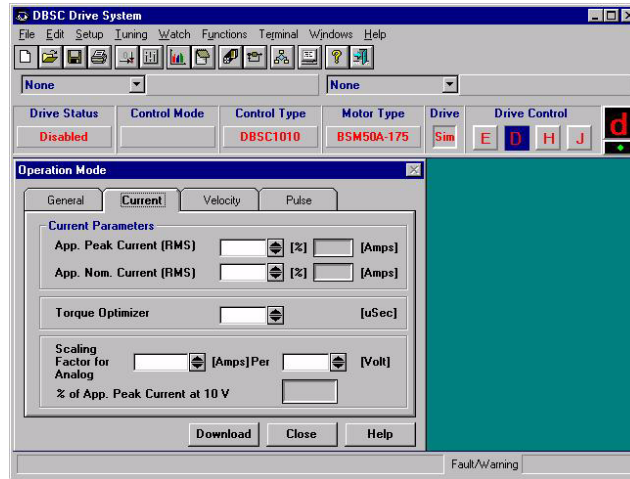 DBSC Drive System
File Edit Setup Tuning Watch Functions Terminal Windows Help
None None
Drive Status Control Mode Control Type Motor Type Drive Drive Control
Disabled DBSC1010 BSM50A-175 Sim E D H J d
Operation Mode
General Current Velocity Pulse
Current Parameters
App. Peak Current (RMS) [%] [Amps]
App. Nom. Current (RMS) [%] [Amps]
Torque Optimizer [uSec]
Scaling
Factor for [Amps] Per [Volt]
Analog
% of App. Peak Current at 10 V
Download Close Help
Fault/Warning